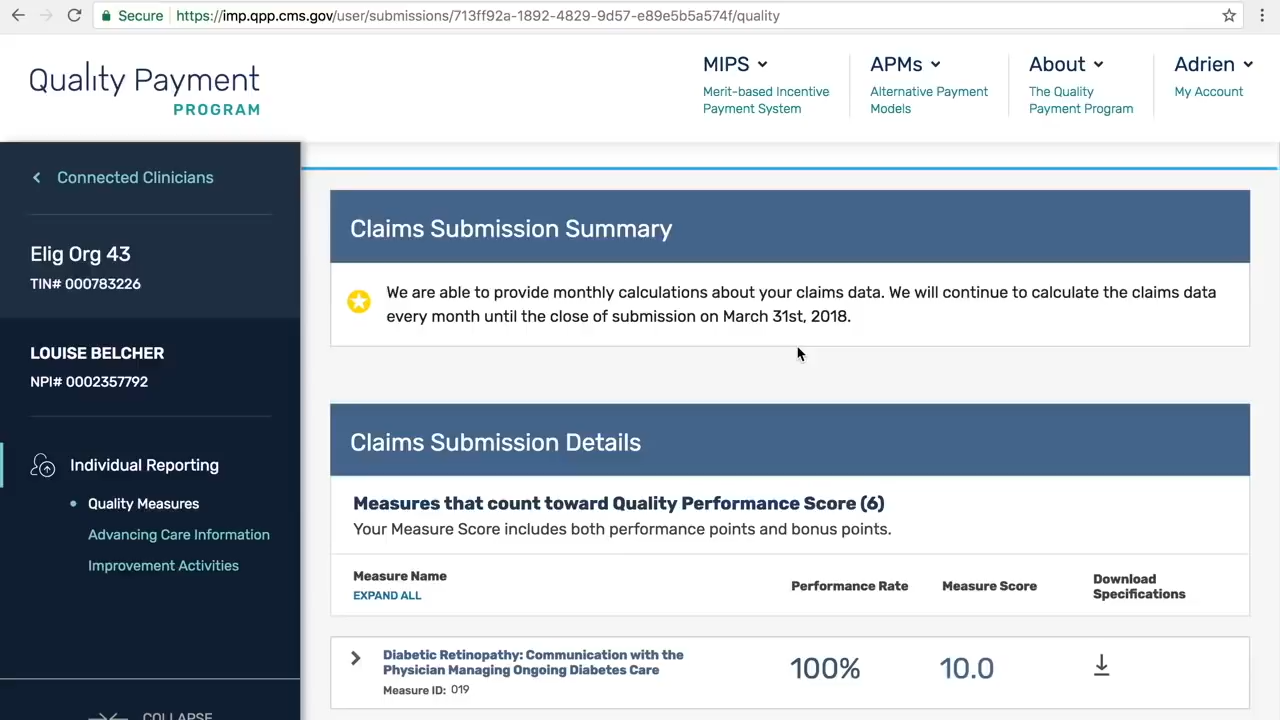 Secure https://imp.qpp.cms.gov/user/submissions/713ff92a-1892-4829-9d57-e89e5b5a574f/quality
Quality Payment
PROGRAM
MIPS
Merit-based Incentive
Payment System
APMs
Alternative Payment
Models
About
The Quality
Payment Program
Adrien
My Account
Connected Clinicians
Elig Org 43
TIN# 000783226
LOUISE BELCHER
NPI# 0002357792
Individual Reporting
Quality Measures
Advancing Care Information
Improvement Activities
COLLAPSE
Claims Submission Summary
We are able to provide monthly calculations about your claims data. We will continue to calculate the claims data
every month until the close of submission on March 31st, 2018.
Claims Submission Details
Measures that count toward Quality Performance Score (6)
Your Measure Score includes both performance points and bonus points.
Measure Name
EXPAND ALL
Performance Rate
Measure Score
Download
Specifications
Diabetic Retinopathy: Communication with the
Physician Managing Ongoing Diabetes Care
Measure ID: 019
100%
10.0